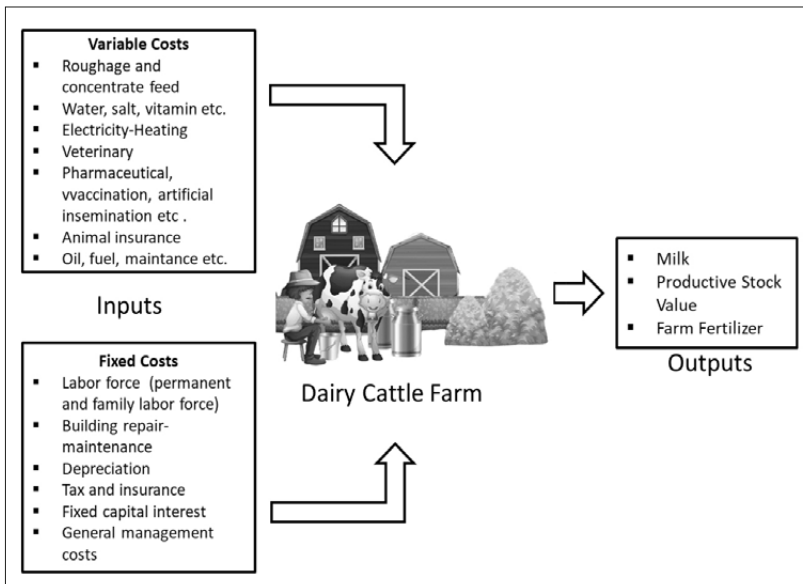 Variable Costs
▪ Roughage and
concentrate feed
▪ Water, salt, vitamin etc.
▪ Electricity-Heating
▪ Veterinary
▪ Pharmaceutical,
vvaccination, artificial
insemination etc .
▪ Animal insurance
▪ Oil, fuel, maintance etc.
Inputs
Fixed Costs
▪ Labor force (permanent
and family labor force)
▪ Building repair-
maintenance
▪ Depreciation
▪ Tax and insurance
▪ Fixed capital interest
▪ General management
costs
Dairy Cattle Farm
▪ Milk
▪ Productive Stock
Value
▪ Farm Fertilizer
Outputs